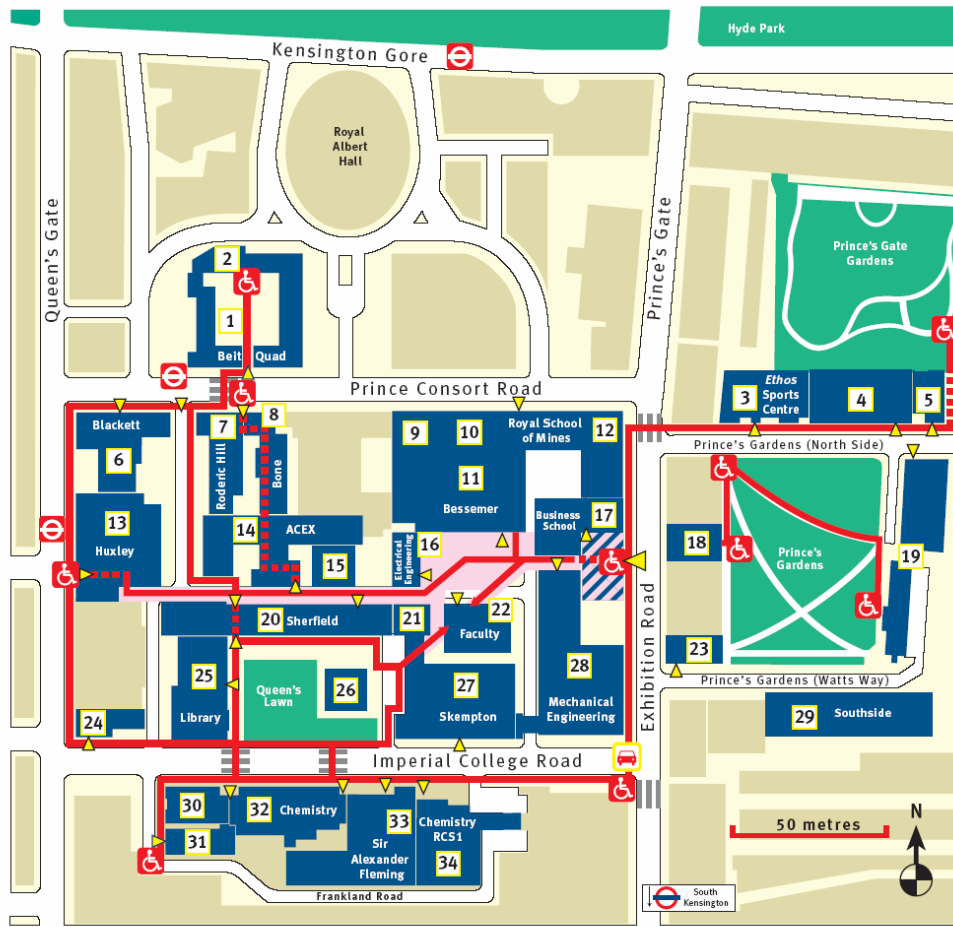 Hyde Park
Kensington Gore
Royal
Albert
Hall
Queen's Gate
Prince's Gate
Prince's Gate
Gardens
2
1
Beit Quad
Prince Consort Road
3
Ethos
Sports
Centre
4
5
Prince's Gardens (North Side)
Blackett
6
7
8
Roderic Hill
Bone
9
10
Royal School
of Mines
12
11
Bessemer
13
Huxley
14
ACEX
15
Electrical
Engineering
16
Business
School
17
18
Prince's
Gardens
19
20
Sherfield
21
22
Faculty
23
Prince's Gardens (Watts Way)
Exhibition Road
25
Library
Queen's
Lawn
26
27
Skempton
28
Mechanical
Engineering
24
29
Southside
Imperial College Road
30
31
32
Chemistry
33
Sir
Alexander
Fleming
Chemistry
RCS1
34
Frankland Road
50 metres
N
South
Kensington